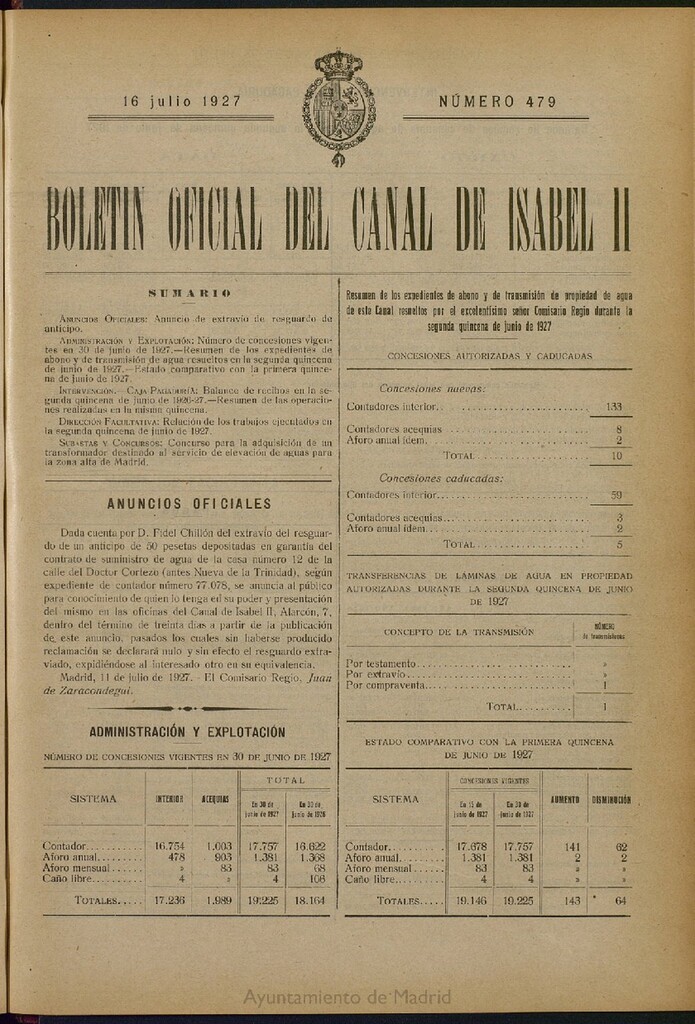 16 julio 1927
NÚMERO 479
BOLETIN OFICIAL DEL CANAL DE ISABEL II
SUMARIO
ANUNCIOS OFICIALES: Anuncio de extravío de resguardo de
anticipo.
ADMINISTRACIÓN Y EXPLOTACIÓN: Número de concesiones vigen-
tes en 30 de junio de 1927.—Resumen de los expedientes de
abono y de transmisión de agua resueltos en la segunda quincena
de junio de 1927.—Estado comparativo con la primera quince-
na de junio de 1927.
INTERVENCIÓN.—CAJA-PAGADURÍA: Balance de recibos en la se-
gunda quincena de junio de 1926-27.—Resumen de las operacio-
nes realizadas en la misma quincena.
DIRECCIÓN FACULTATIVA: Relación de los trabajos ejecutados en
la segunda quincena de junio de 1927.
SUBASTAS Y CONCURSOS: Concurso para la adquisición de un
transformador destinado al servicio de elevación de aguas para
la zona alta de Madrid.
ANUNCIOS OFICIALES
Dada cuenta por D. Fidel Chillón del extravío del resguar-
do de un anticipo de 50 pesetas depositadas en garantía del
contrato de suministro de agua de la casa número 12 de la
calle del Doctor Cortezo (antes Nueva de la Trinidad), según
expediente de contador número 77.078, se anuncia al público
para conocimiento de quien lo tenga en su poder y presentación
del mismo en las oficinas del Canal de Isabel II, Alarcón, 7,
dentro del término de treinta días a partir de la publicación
de este anuncio, pasados los cuales sin haberse producido
reclamación se declarará nulo y sin efecto el resguardo extra-
viado, expidiéndose al interesado otro en su equivalencia.
Madrid, 11 de julio de 1927. - El Comisario Regio, Juan
de Zaracondegui.
ADMINISTRACIÓN Y EXPLOTACIÓN
NÚMERO DE CONCESIONES VIGENTES EN 30 DE JUNIO DE 1927
SISTEMA INTERIOR ACEQUIAS TOTAL
En 30 de junio de 1927 En 30 de junio de 1926
Contador......... 16.754 1.003 17.757 16.622
Aforo anual......... 478 903 1.381 1.368
Aforo mensual....... » 83 83 68
Caño libre.......... 4 » 4 106
TOTALES..... 17.236 1.989 19.225 18.164
Resumen de los expedientes de abono y de transmisión de propiedad de agua
de este Canal resueltos por el excelentísimo señor Comisario Regio durante la
segunda quincena de junio de 1927
CONCESIONES AUTORIZADAS Y CADUCADAS
Concesiones nuevas:
Contadores interior........................ 133
Contadores acequias........................ 8
Aforo anual ídem........................ 2
TOTAL.................. 10
Concesiones caducadas:
Contadores interior........................ 59
Contadores acequias........................ 3
Aforo anual ídem........................ 2
TOTAL.................. 5
TRANSFERENCIAS DE LÁMINAS DE AGUA EN PROPIEDAD
AUTORIZADAS DURANTE LA SEGUNDA QUINCENA DE JUNIO
DE 1927
CONCEPTO DE LA TRANSMISIÓN NÚMERO de transmisiones
Por testamento........................ »
Por extravío........................ »
Por compraventa........................ 1
TOTAL.......... 1
ESTADO COMPARATIVO CON LA PRIMERA QUINCENA
DE JUNIO DE 1927
SISTEMA CONCESIONES VIGENTES AUMENTO DISMINUCIÓN
En 15 de junio de 1927 En 30 de junio de 1927
Contador......... 17.678 17.757 141 62
Aforo anual......... 1.381 1.381 2 2
Aforo mensual....... 83 83 » »
Caño libre.......... 4 4 » »
TOTALES..... 19.146 19.225 143 64
Ayuntamiento de Madrid